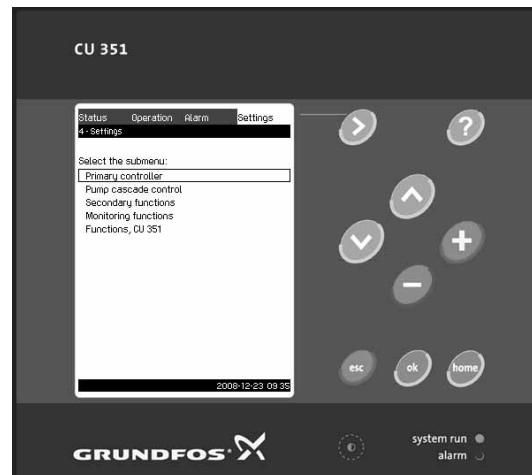 CU 351
Status Operation Alarm Settings
4 - Settings
Select the submenu:
Primary controller
Pump cascade control
Secondary functions
Monitoring functions
Functions, CU 351
2008-12-23 09:35
>
?
+
−
esc ok home
GRUNDFOS
system run
alarm